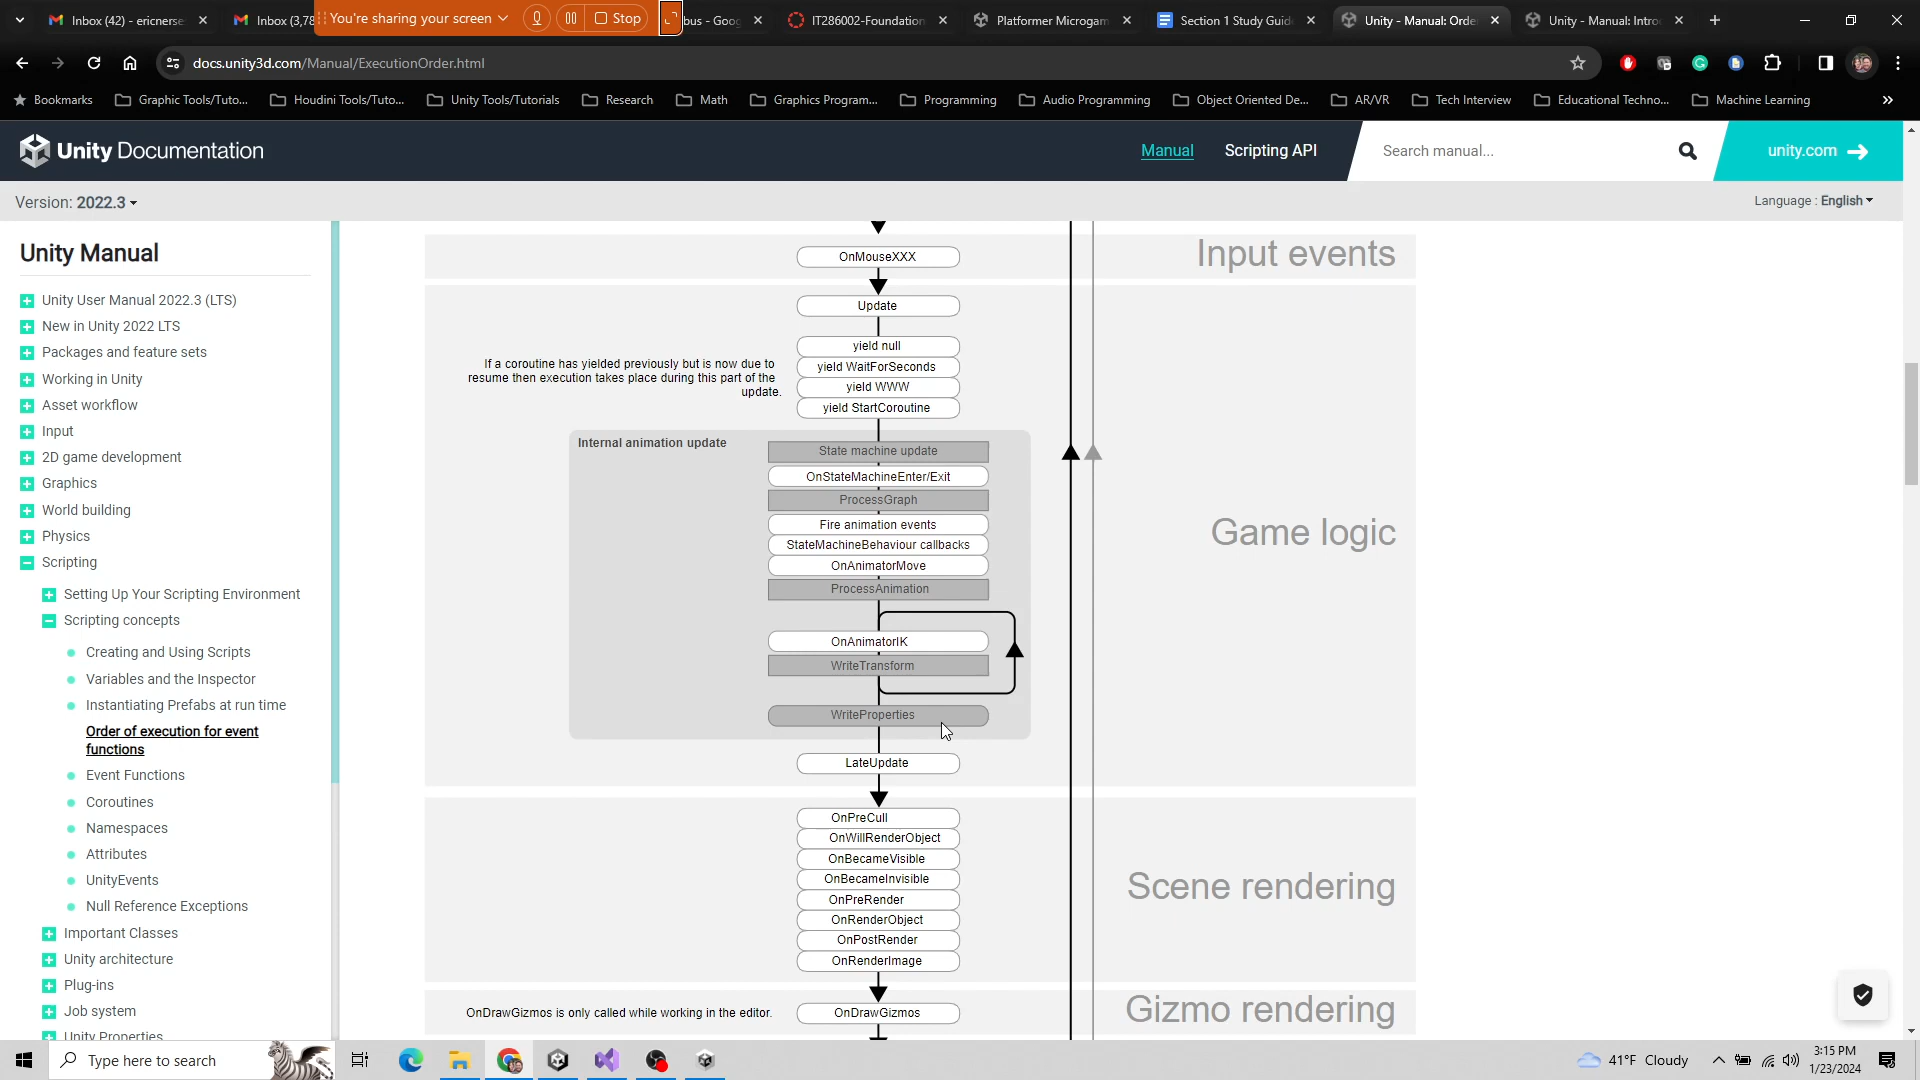 Inbox (42) - ericnerse
Inbox (3,78
You're sharing your screen
Stop
bus - Goog
IT286002-Foundation
Platformer Microgam
Section 1 Study Guid
Unity - Manual: Orde
Unity - Manual: Intro
docs.unity3d.com/Manual/ExecutionOrder.html
Bookmarks
Graphic Tools/Tuto...
Houdini Tools/Tuto...
Unity Tools/Tutorials
Research
Math
Graphics Program...
Programming
Audio Programming
Object Oriented De...
AR/VR
Tech Interview
Educational Techno...
Machine Learning
»
Unity Documentation
Manual
Scripting API
Search manual...
unity.com
Version: 2022.3
Language : English
Unity Manual
Unity User Manual 2022.3 (LTS)
New in Unity 2022 LTS
Packages and feature sets
Working in Unity
Asset workflow
Input
2D game development
Graphics
World building
Physics
Scripting
Setting Up Your Scripting Environment
Scripting concepts
Creating and Using Scripts
Variables and the Inspector
Instantiating Prefabs at run time
Order of execution for event
functions
Event Functions
Coroutines
Namespaces
Attributes
UnityEvents
Null Reference Exceptions
Important Classes
Unity architecture
Plug-ins
Job system
Unity Properties
OnMouseXXX
Input events
Update
If a coroutine has yielded previously but is now due to
resume then execution takes place during this part of the
update.
yield null
yield WaitForSeconds
yield WWW
yield StartCoroutine
Internal animation update
State machine update
OnStateMachineEnter/Exit
ProcessGraph
Fire animation events
StateMachineBehaviour callbacks
OnAnimatorMove
ProcessAnimation
OnAnimatorIK
WriteTransform
WriteProperties
LateUpdate
Game logic
OnPreCull
OnWillRenderObject
OnBecameVisible
OnBecameInvisible
OnPreRender
OnRenderObject
OnPostRender
OnRenderImage
Scene rendering
OnDrawGizmos is only called while working in the editor.
OnDrawGizmos
Gizmo rendering
Type here to search
41°F Cloudy
3:15 PM
1/23/2024